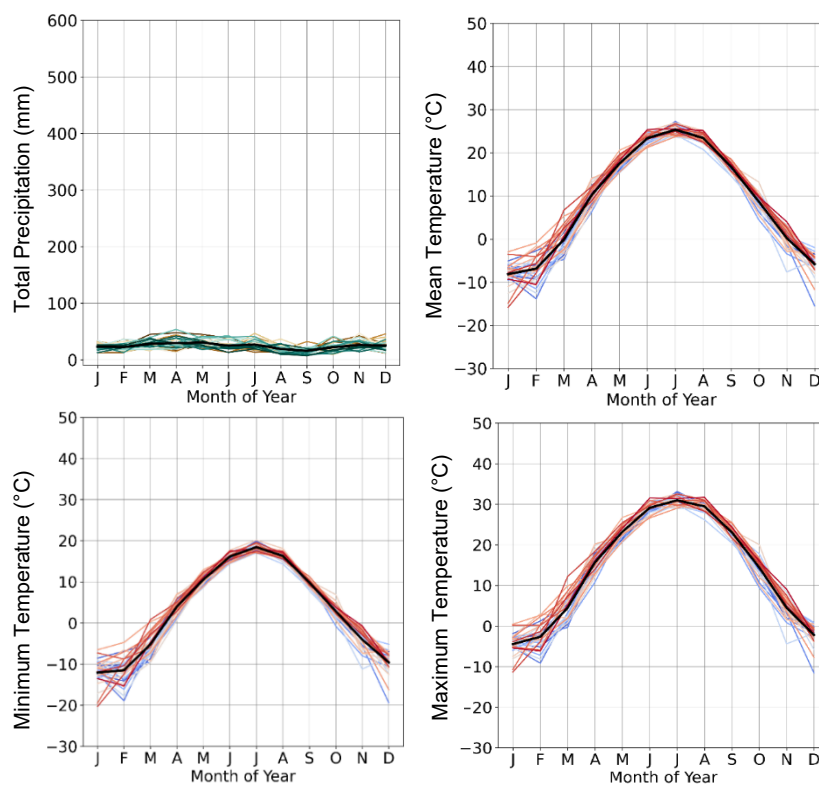 Total Precipitation (mm)
600
500
400
300
200
100
0
J F M A M J J A S O N D
Month of Year
Mean Temperature (°C)
50
40
30
20
10
0
−10
−20
−30
J F M A M J J A S O N D
Month of Year
Minimum Temperature (°C)
50
40
30
20
10
0
−10
−20
−30
J F M A M J J A S O N D
Month of Year
Maximum Temperature (°C)
50
40
30
20
10
0
−10
−20
−30
J F M A M J J A S O N D
Month of Year